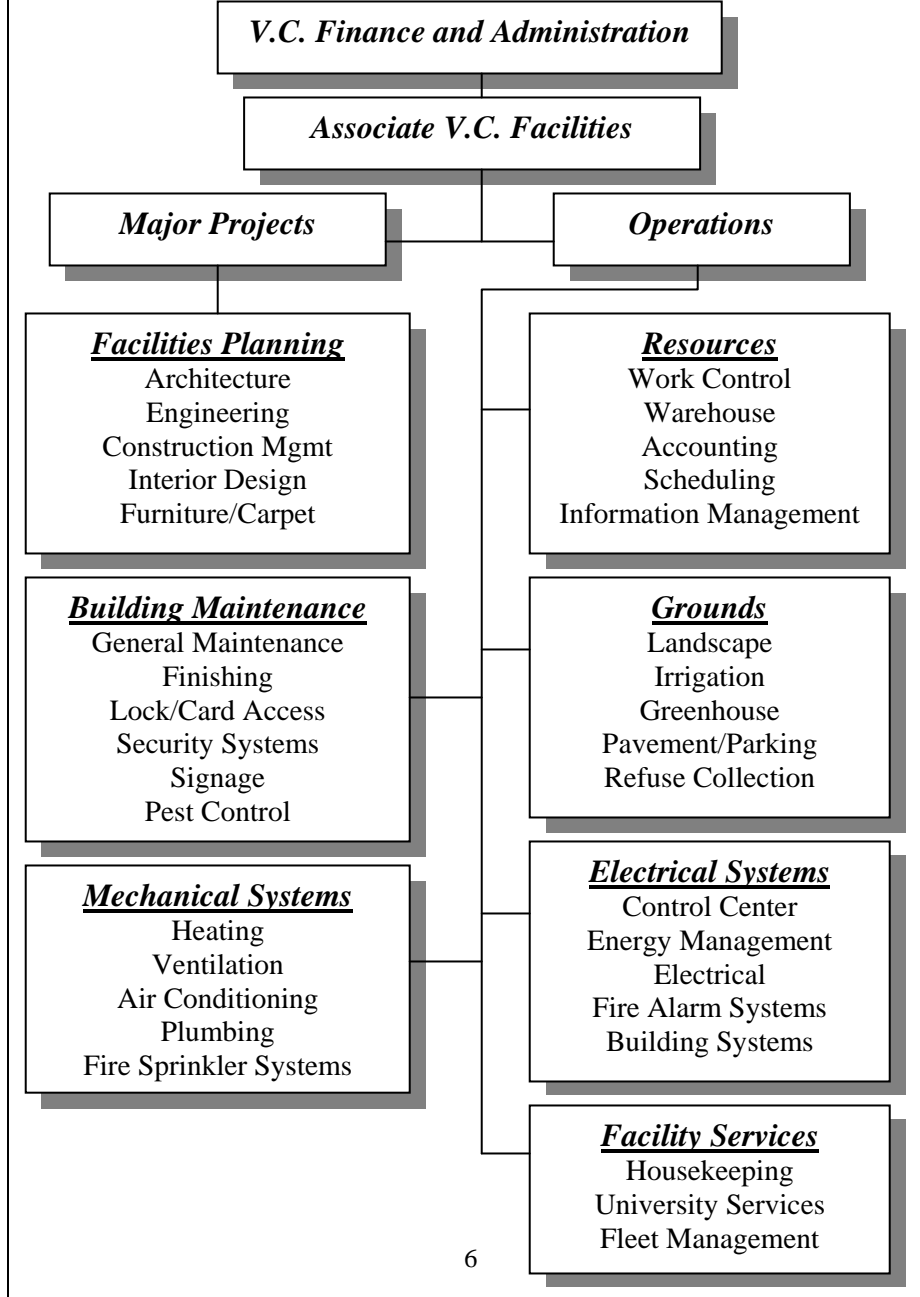 V.C. Finance and Administration
Associate V.C. Facilities
Major Projects
Operations
Facilities Planning
Architecture
Engineering
Construction Mgmt
Interior Design
Furniture/Carpet
Resources
Work Control
Warehouse
Accounting
Scheduling
Information Management
Building Maintenance
General Maintenance
Finishing
Lock/Card Access
Security Systems
Signage
Pest Control
Grounds
Landscape
Irrigation
Greenhouse
Pavement/Parking
Refuse Collection
Mechanical Systems
Heating
Ventilation
Air Conditioning
Plumbing
Fire Sprinkler Systems
Electrical Systems
Control Center
Energy Management
Electrical
Fire Alarm Systems
Building Systems
Facility Services
Housekeeping
University Services
Fleet Management
6